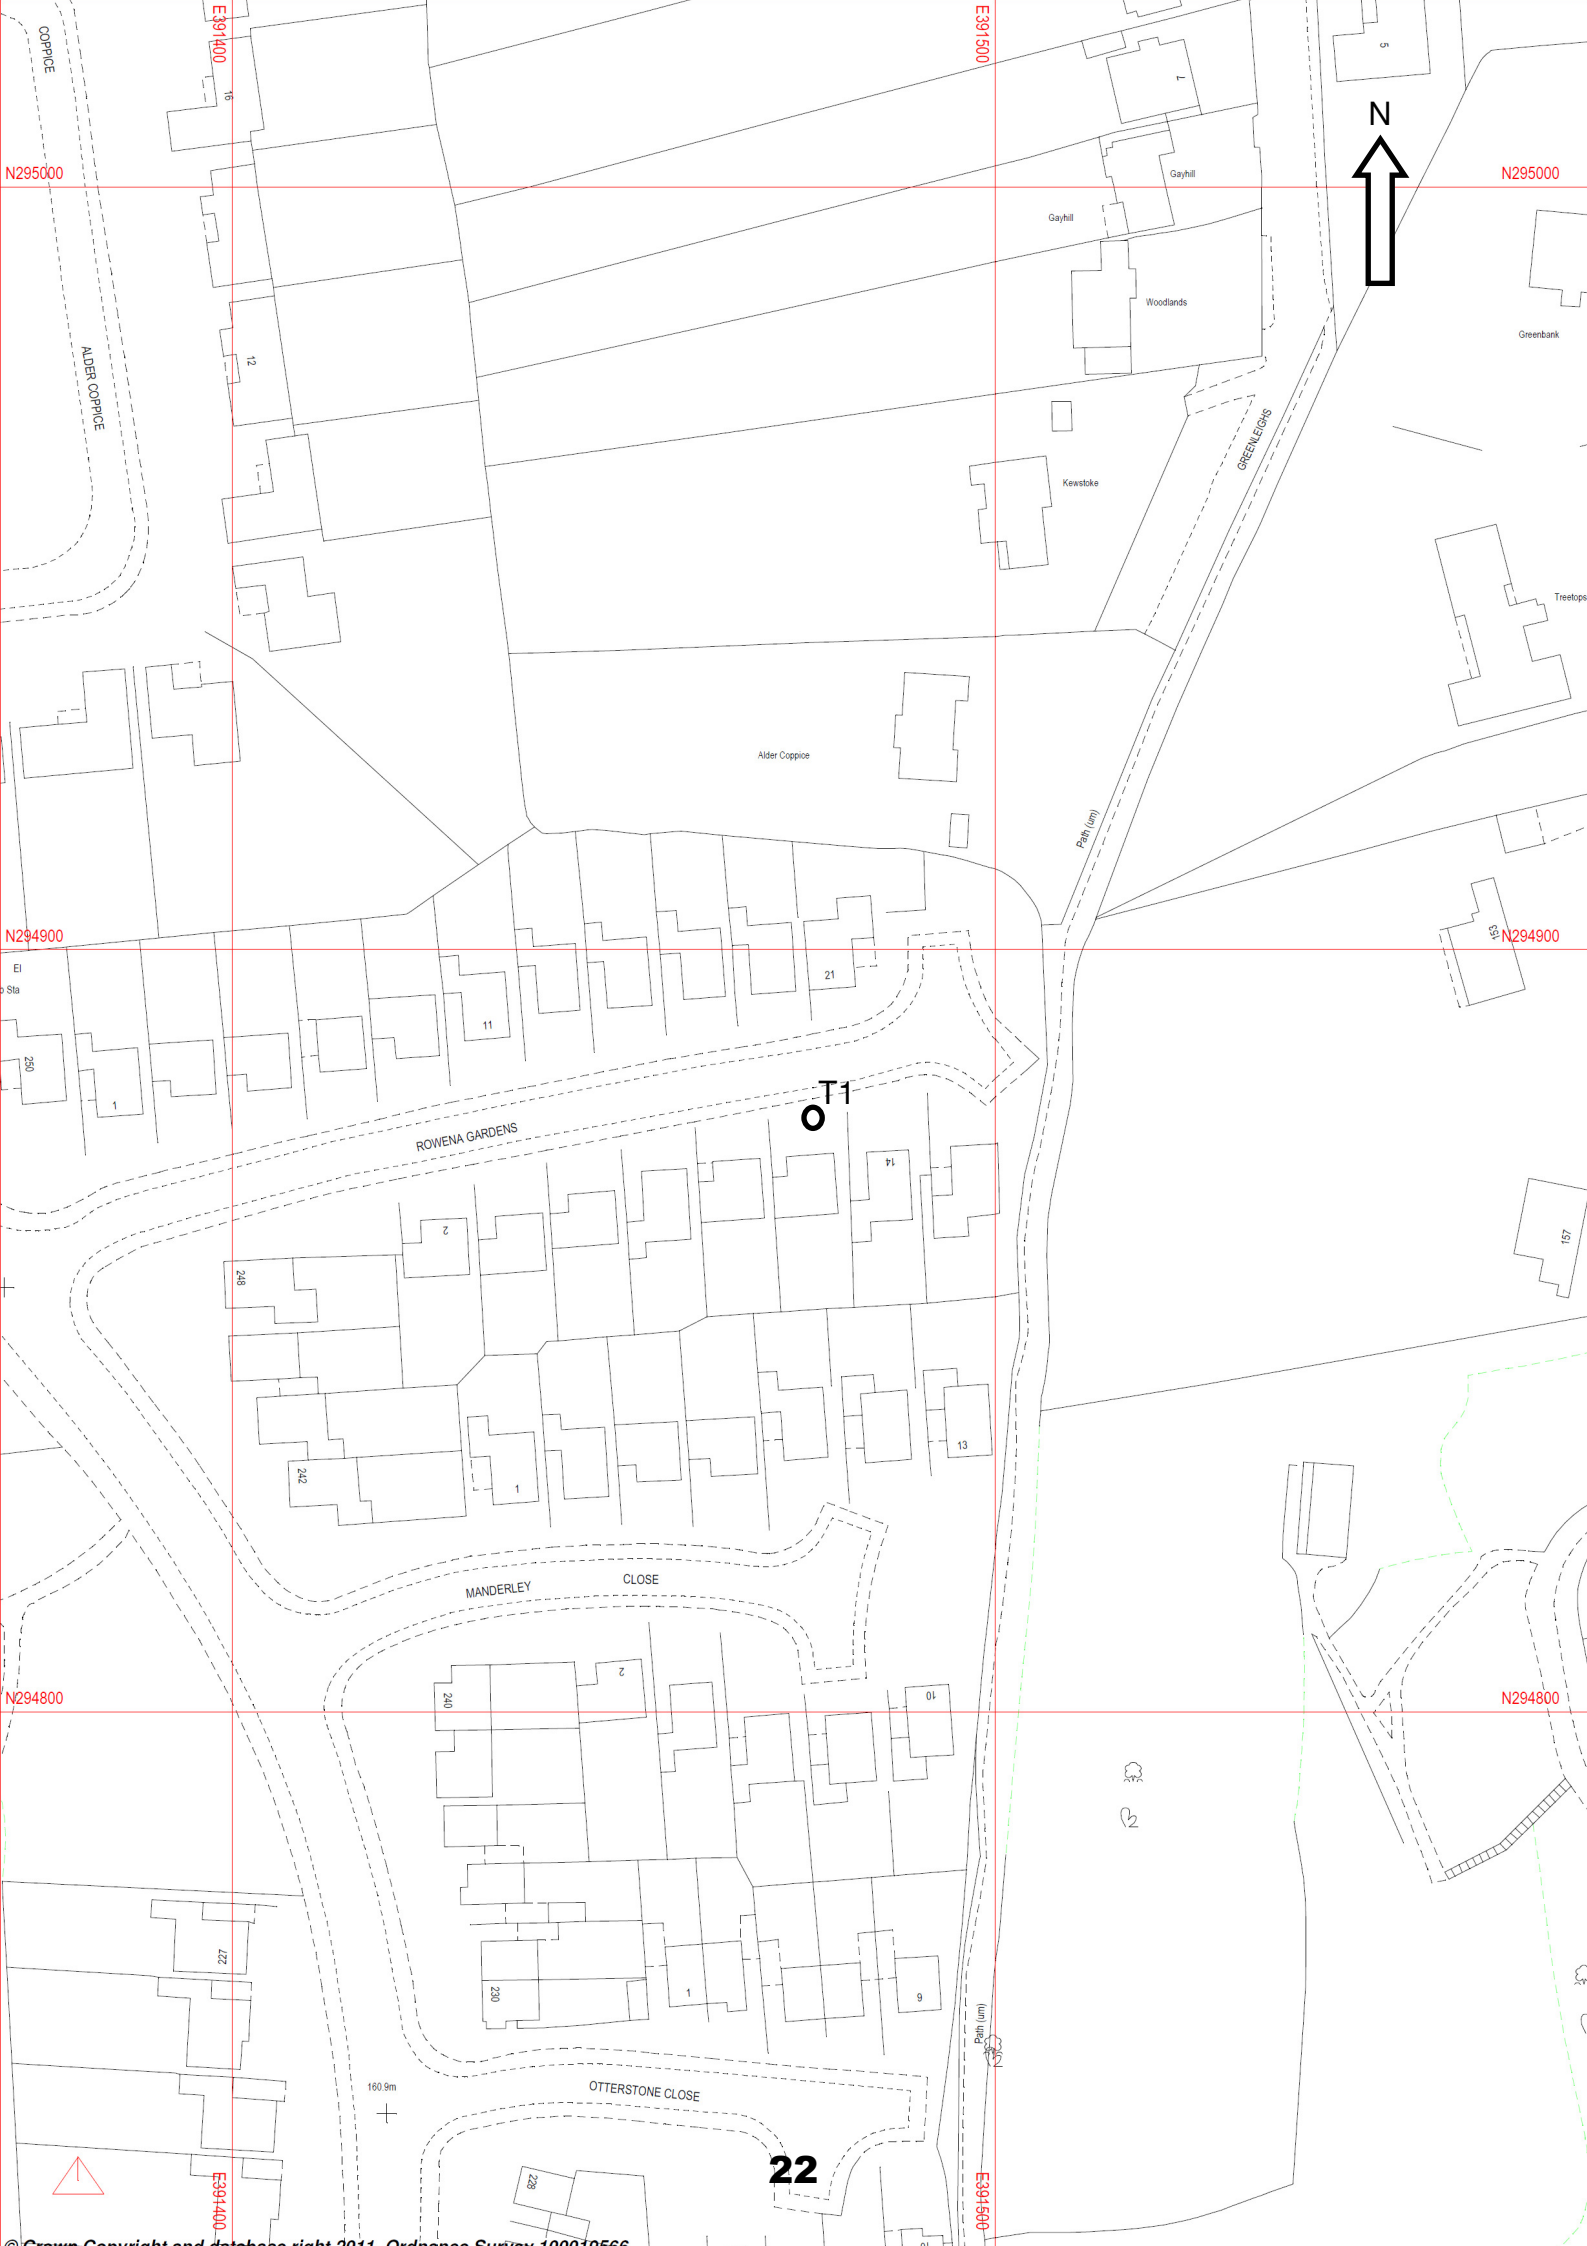 COPPICE
E391400
E391500
5
7
16
N
N295000
N295000
Gayhill
Gayhill
Woodlands
Greenbank
12
ALDER COPPICE
GREENLEIGHS
Kewstoke
Treetops
Alder Coppice
Path (um)
N294900
153
N294900
El
Sta
21
11
250
1
T1
ROWENA GARDENS
14
2
157
248
13
242
1
CLOSE
MANDERLEY
2
240
10
N294800
N294800
227
230
1
9
Path (um)
160.9m
OTTERSTONE CLOSE
22
228
E391400
E391500
© Crown Copyright and database right 2011. Ordnance Survey 100019566